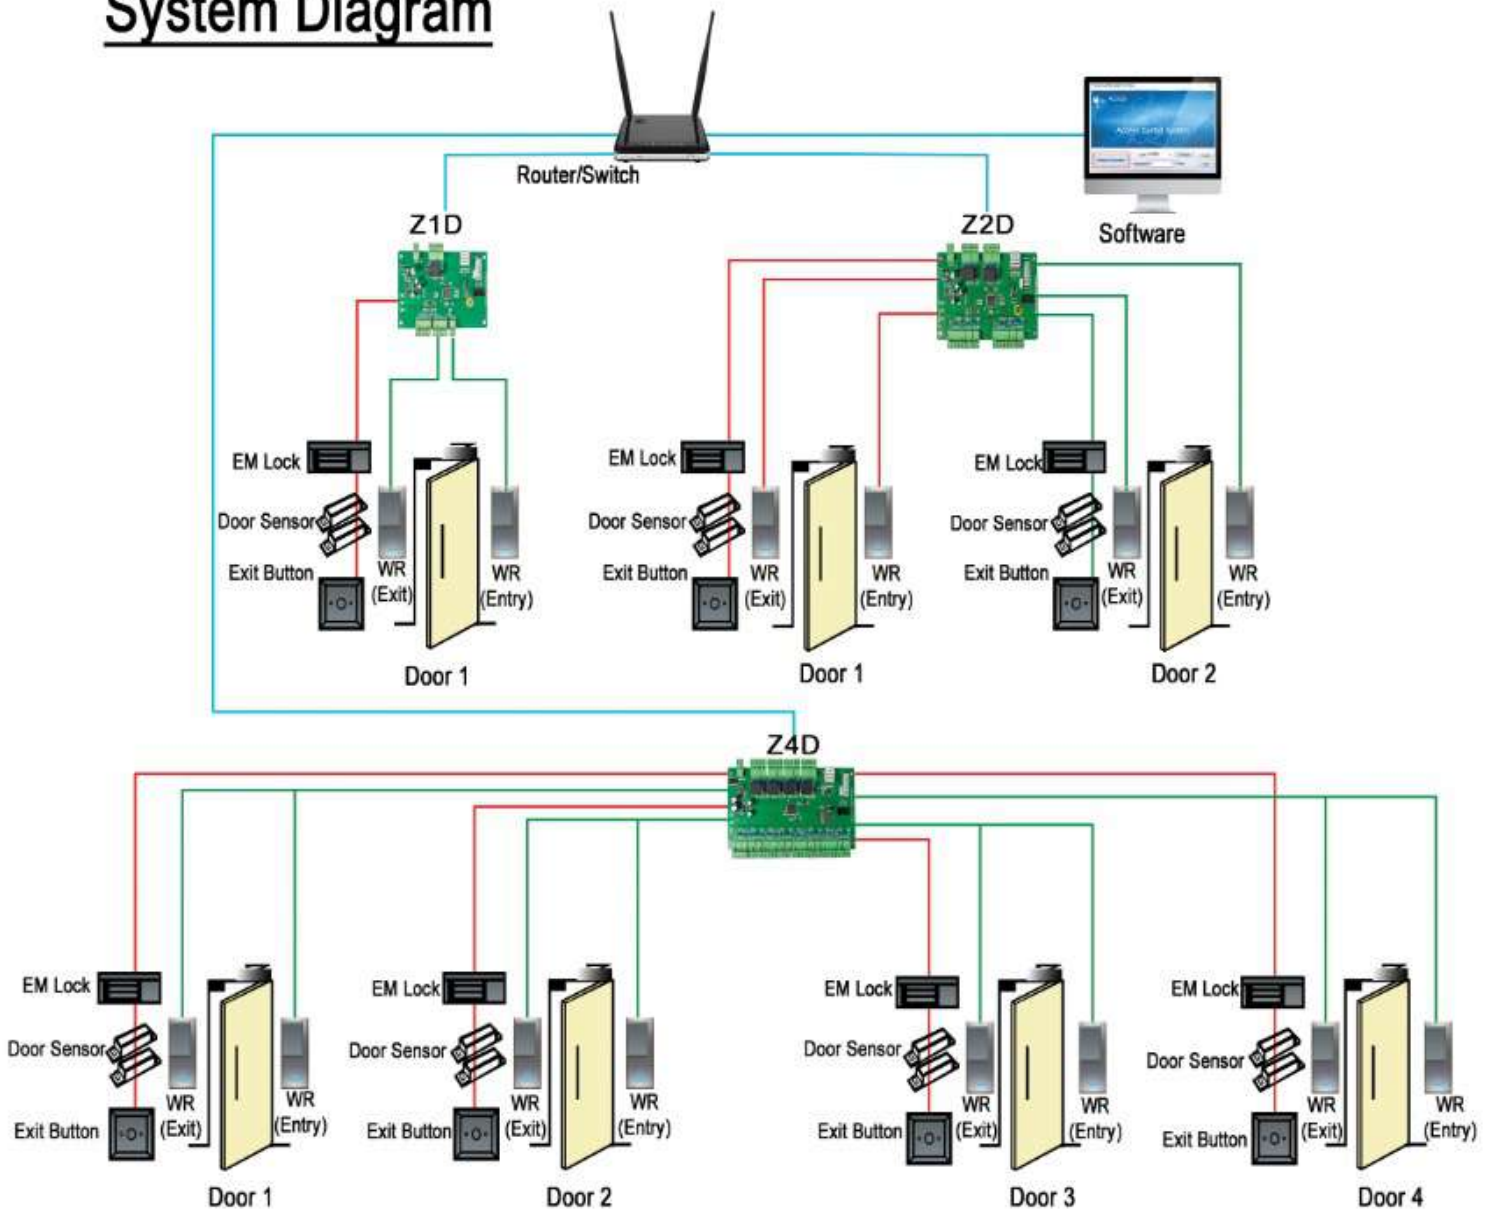 System Diagram
Router/Switch
Access Control System
Software
Z1D
Z2D
EM Lock
Door Sensor
Exit Button
WR
(Exit)
WR
(Entry)
Door 1
EM Lock
Door Sensor
Exit Button
WR
(Exit)
WR
(Entry)
Door 1
EM Lock
Door Sensor
Exit Button
WR
(Exit)
WR
(Entry)
Door 2
Z4D
EM Lock
Door Sensor
Exit Button
WR
(Exit)
WR
(Entry)
Door 1
EM Lock
Door Sensor
Exit Button
WR
(Exit)
WR
(Entry)
Door 2
EM Lock
Door Sensor
Exit Button
WR
(Exit)
WR
(Entry)
Door 3
EM Lock
Door Sensor
Exit Button
WR
(Exit)
WR
(Entry)
Door 4